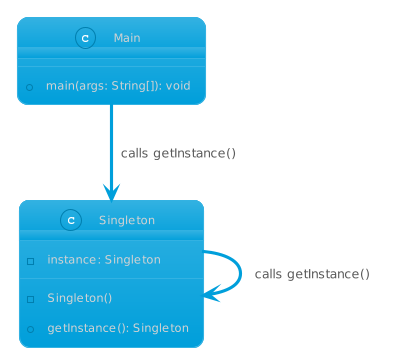 C Main
main(args: String[]): void
calls getInstance()
C Singleton
instance: Singleton
calls getInstance()
Singleton()
getInstance(): Singleton